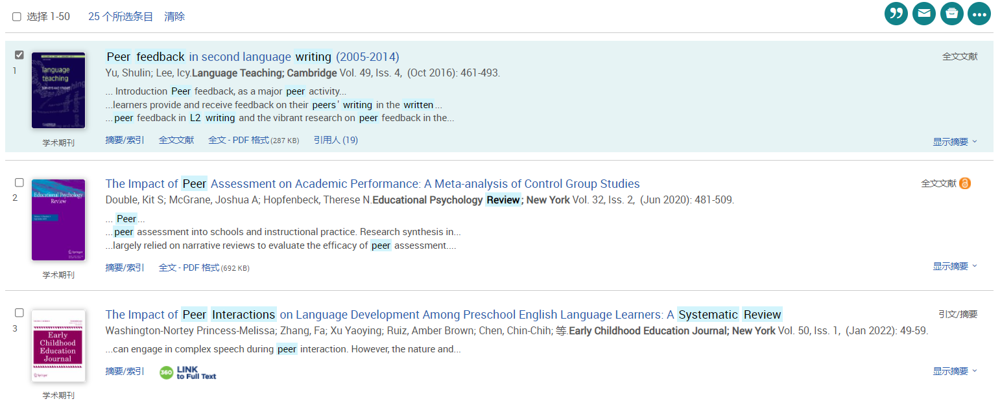 选择 1-50 25 个所选条目 清除
1
language
teaching
Peer feedback in second language writing (2005-2014)
全文文献
Yu, Shulin; Lee, Icy.Language Teaching; Cambridge Vol. 49, Iss. 4, (Oct 2016): 461-493.
... Introduction Peer feedback, as a major peer activity...
...learners provide and receive feedback on their peers' writing in the written ...
...peer feedback in L2 writing and the vibrant research on peer feedback in the...
学术期刊
摘要/索引 全文文献 全文 - PDF 格式 (287 KB) 引用人 (19)
显示摘要
2
Educational Psychology
Review
Springer
The Impact of Peer Assessment on Academic Performance: A Meta-analysis of Control Group Studies
全文文献
Double, Kit S; McGrane, Joshua A; Hopfenbeck, Therese N.Educational Psychology Review; New York Vol. 32, Iss. 2, (Jun 2020): 481-509.
... Peer...
...peer assessment into schools and instructional practice. Research synthesis in...
...largely relied on narrative reviews to evaluate the efficacy of peer assessment....
学术期刊
摘要/索引 全文 - PDF 格式 (692 KB)
显示摘要
3
Early
Childhood
Education
Journal
Springer
The Impact of Peer Interactions on Language Development Among Preschool English Language Learners: A Systematic Review
引文/摘要
Washington-Nortey Princess-Melissa; Zhang, Fa; Xu Yaoying; Ruiz, Amber Brown; Chen, Chin-Chih; 等.Early Childhood Education Journal; New York Vol. 50, Iss. 1, (Jan 2022): 49-59.
...can engage in complex speech during peer interaction. However, the nature and...
摘要/索引
360 LINK
to Full Text
显示摘要
学术期刊